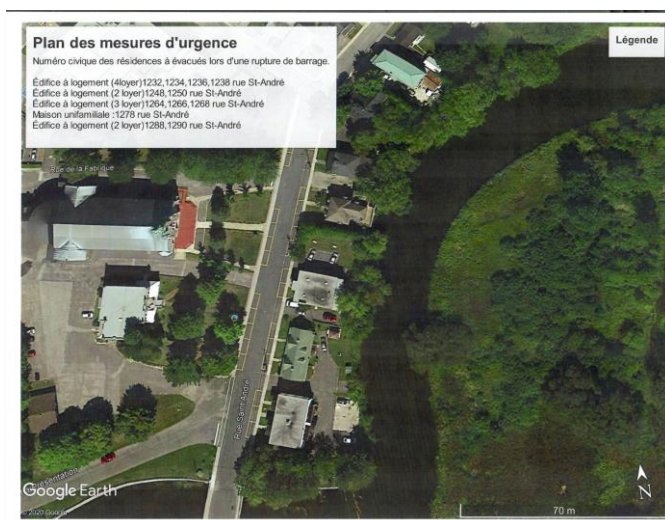 Plan des mesures d'urgence
Numéro civique des résidences à évacués lors d'une rupture de barrage.
Édifice à logement (4loyer)1232,1234,1236,1238 rue St-André
Édifice à logement (2 loyer)1248,1250 rue St-André
Édifice à logement (3 loyer)1264,1266,1268 rue St-André
Maison unifamiliale :1278 rue St-André
Édifice à logement (2 loyer)1288,1290 rue St-André
Légende
Rue de la Fabrique
Rue Saint-André
Présentation
Google Earth
© 2020 Google
N
70 m